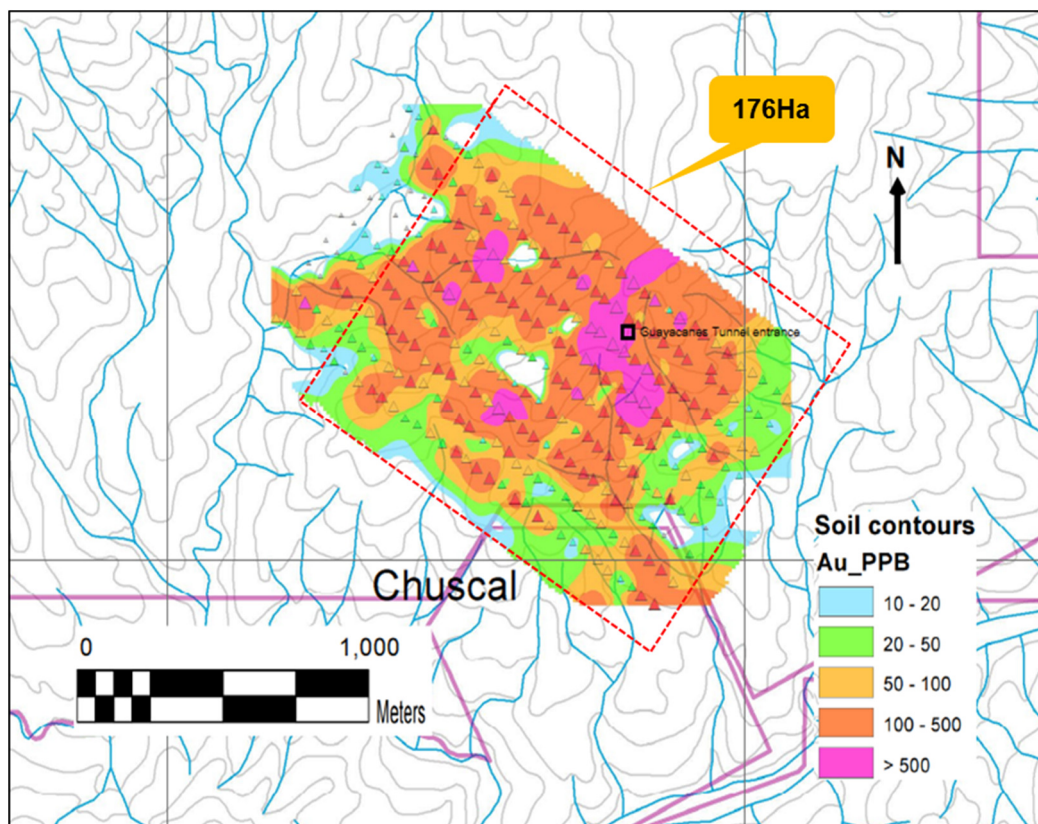 176Ha
N
Guayacanes Tunnel entrance
Chuscal
0 1,000
Meters
Soil contours
Au_PPB
10 - 20
20 - 50
50 - 100
100 - 500
> 500